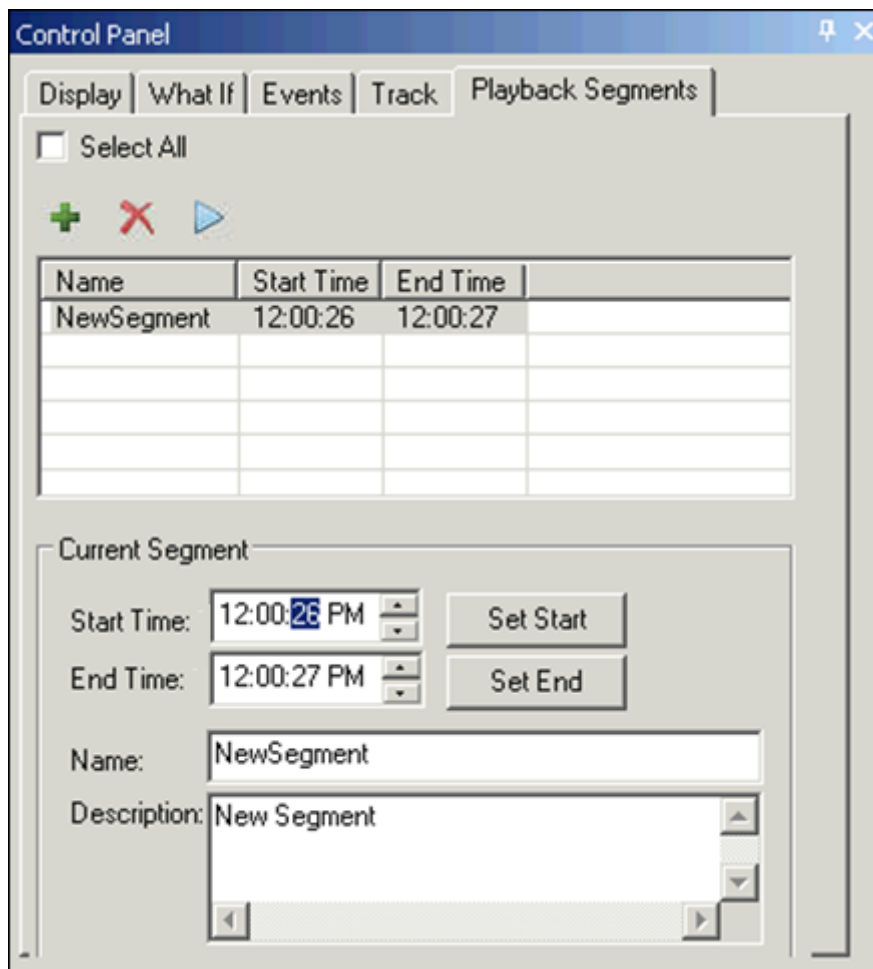 Control Panel
Display What If Events Track Playback Segments
Select All
Name Start Time End Time
NewSegment 12:00:26 12:00:27
Current Segment
Start Time: 12:00:26 PM Set Start
End Time: 12:00:27 PM Set End
Name: NewSegment
Description: New Segment